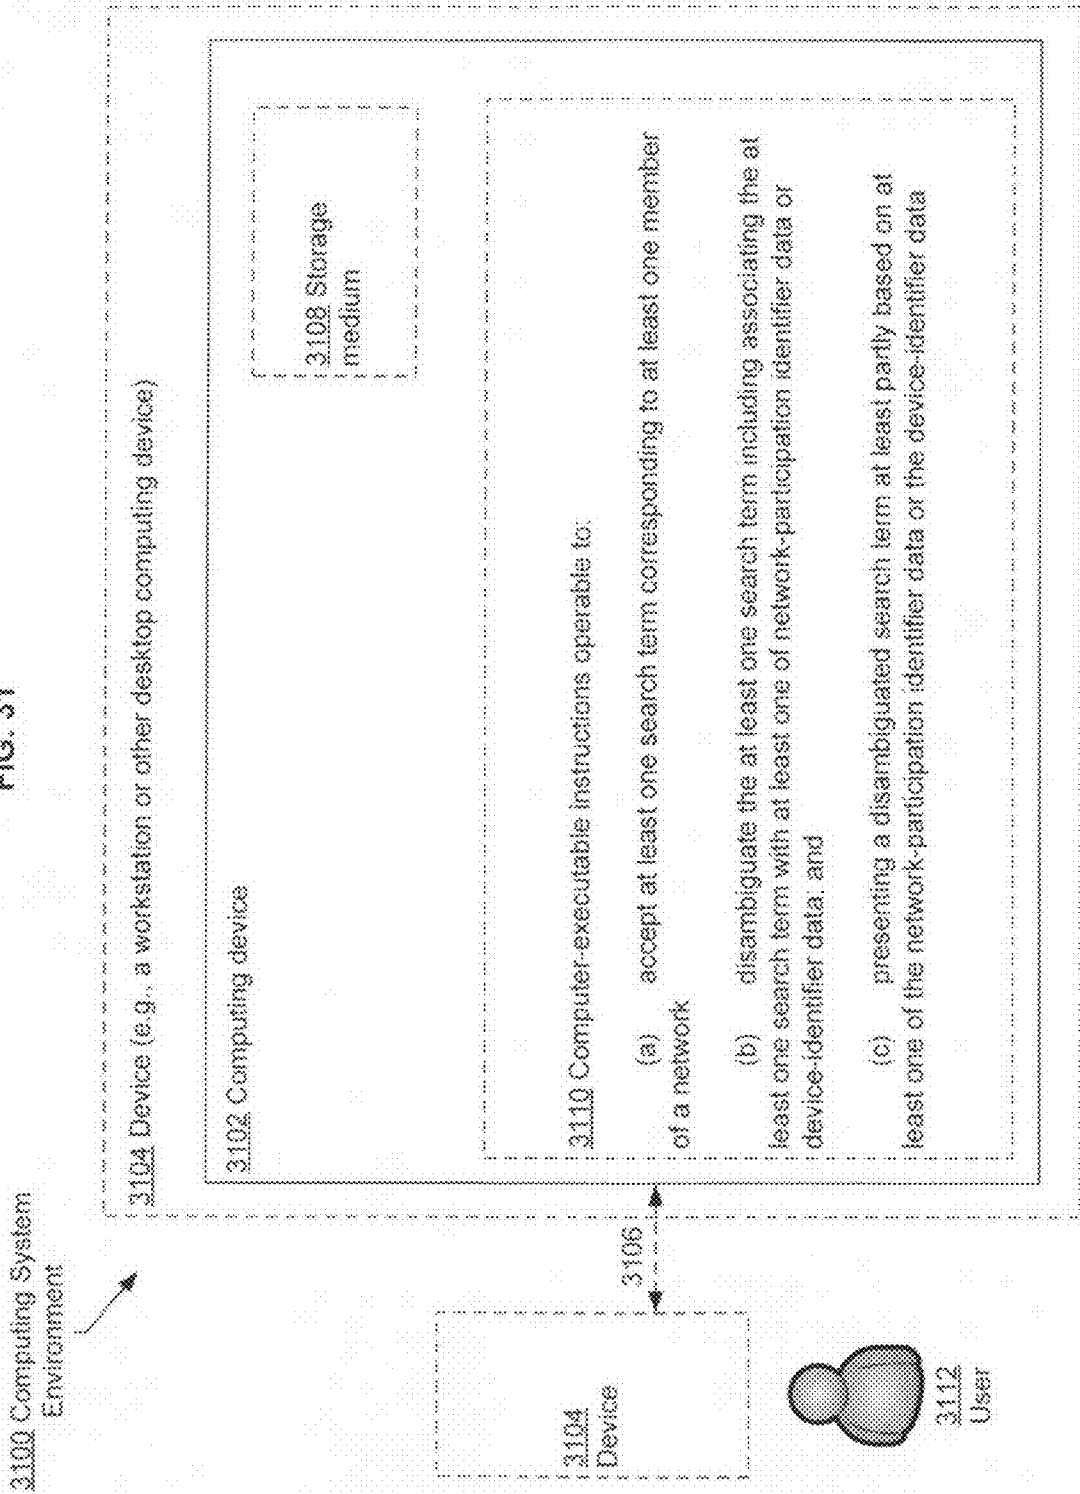 FIG. 31
3100 Computing System
Environment
3104 Device (e.g., a workstation or other desktop computing device)
3102 Computing device
3108 Storage
medium
3110 Computer-executable instructions operable to:
(a) accept at least one search term corresponding to at least one member
of a network
(b) disambiguate the at least one search term including associating the at
least one search term with at least one of network-participation identifier data or
device-identifier data; and
(c) presenting a disambiguated search term at least partly based on at
least one of the network-participation identifier data or the device-identifier data
3106
3104
Device
3112
User